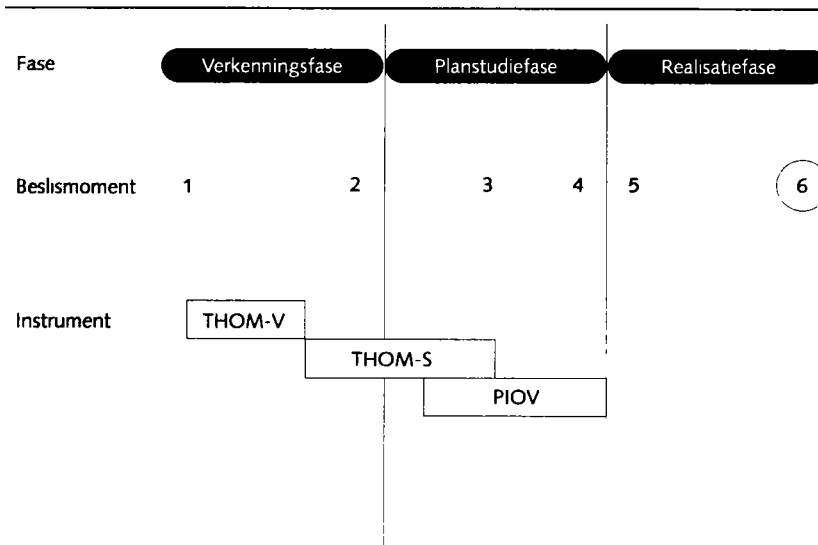 Fase Verkenningsfase Planstudiefase Realisatiefase
Beslismoment 1 2 3 4 5 6
Instrument THOM-V
THOM-S
PIOV